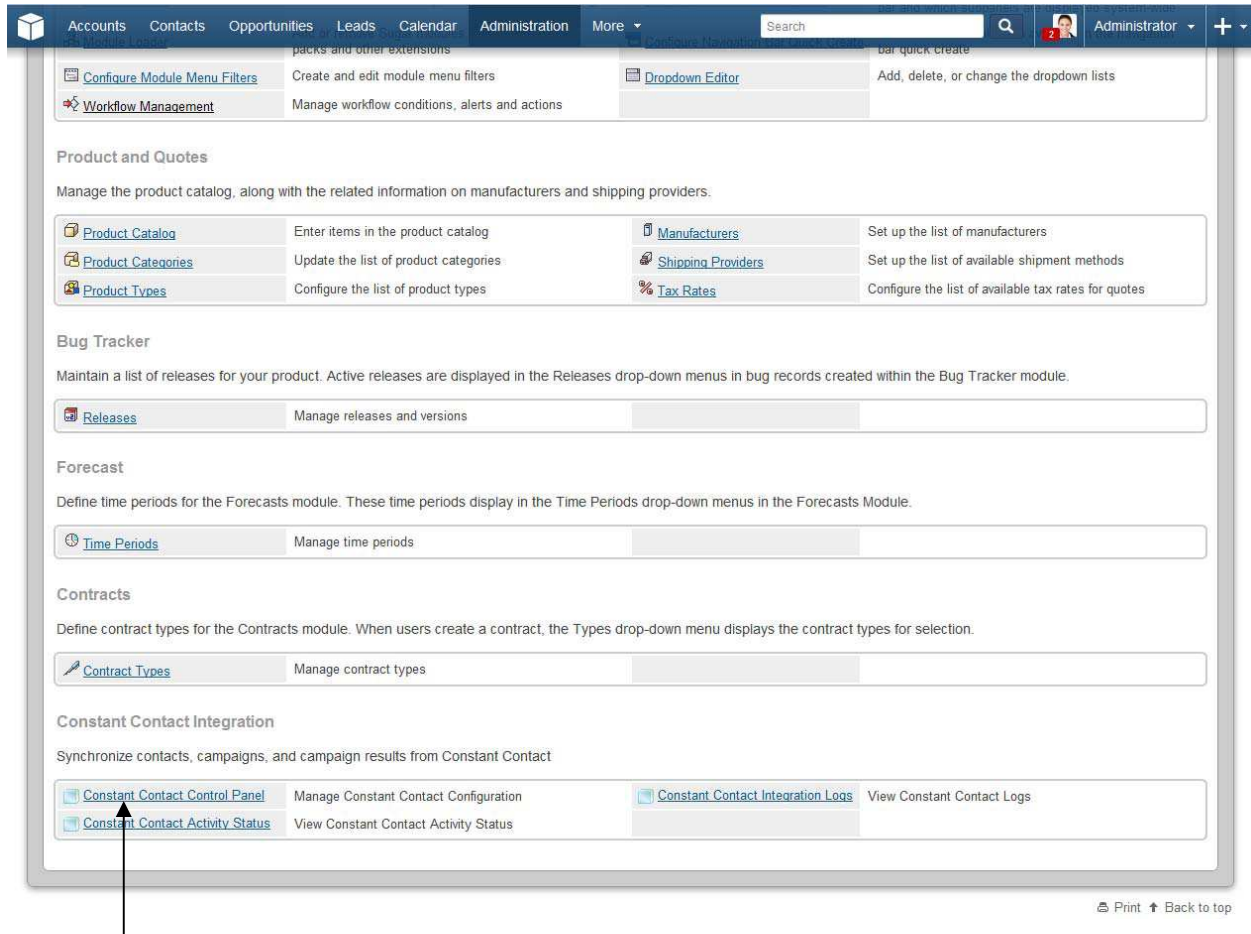 Accounts Contacts Opportunities Leads Calendar Administration More Search 2 Administrator
packs and other extensions Configure Navigation Bar Quick Create bar quick create
Configure Module Menu Filters Create and edit module menu filters Dropdown Editor Add, delete, or change the dropdown lists
Workflow Management Manage workflow conditions, alerts and actions
Product and Quotes
Manage the product catalog, along with the related information on manufacturers and shipping providers.
Product Catalog Enter items in the product catalog Manufacturers Set up the list of manufacturers
Product Categories Update the list of product categories Shipping Providers Set up the list of available shipment methods
Product Types Configure the list of product types Tax Rates Configure the list of available tax rates for quotes
Bug Tracker
Maintain a list of releases for your product. Active releases are displayed in the Releases drop-down menus in bug records created within the Bug Tracker module.
Releases Manage releases and versions
Forecast
Define time periods for the Forecasts module. These time periods display in the Time Periods drop-down menus in the Forecasts Module.
Time Periods Manage time periods
Contracts
Define contract types for the Contracts module. When users create a contract, the Types drop-down menu displays the contract types for selection.
Contract Types Manage contract types
Constant Contact Integration
Synchronize contacts, campaigns, and campaign results from Constant Contact
Constant Contact Control Panel Manage Constant Contact Configuration Constant Contact Integration Logs View Constant Contact Logs
Constant Contact Activity Status View Constant Contact Activity Status
Print Back to top